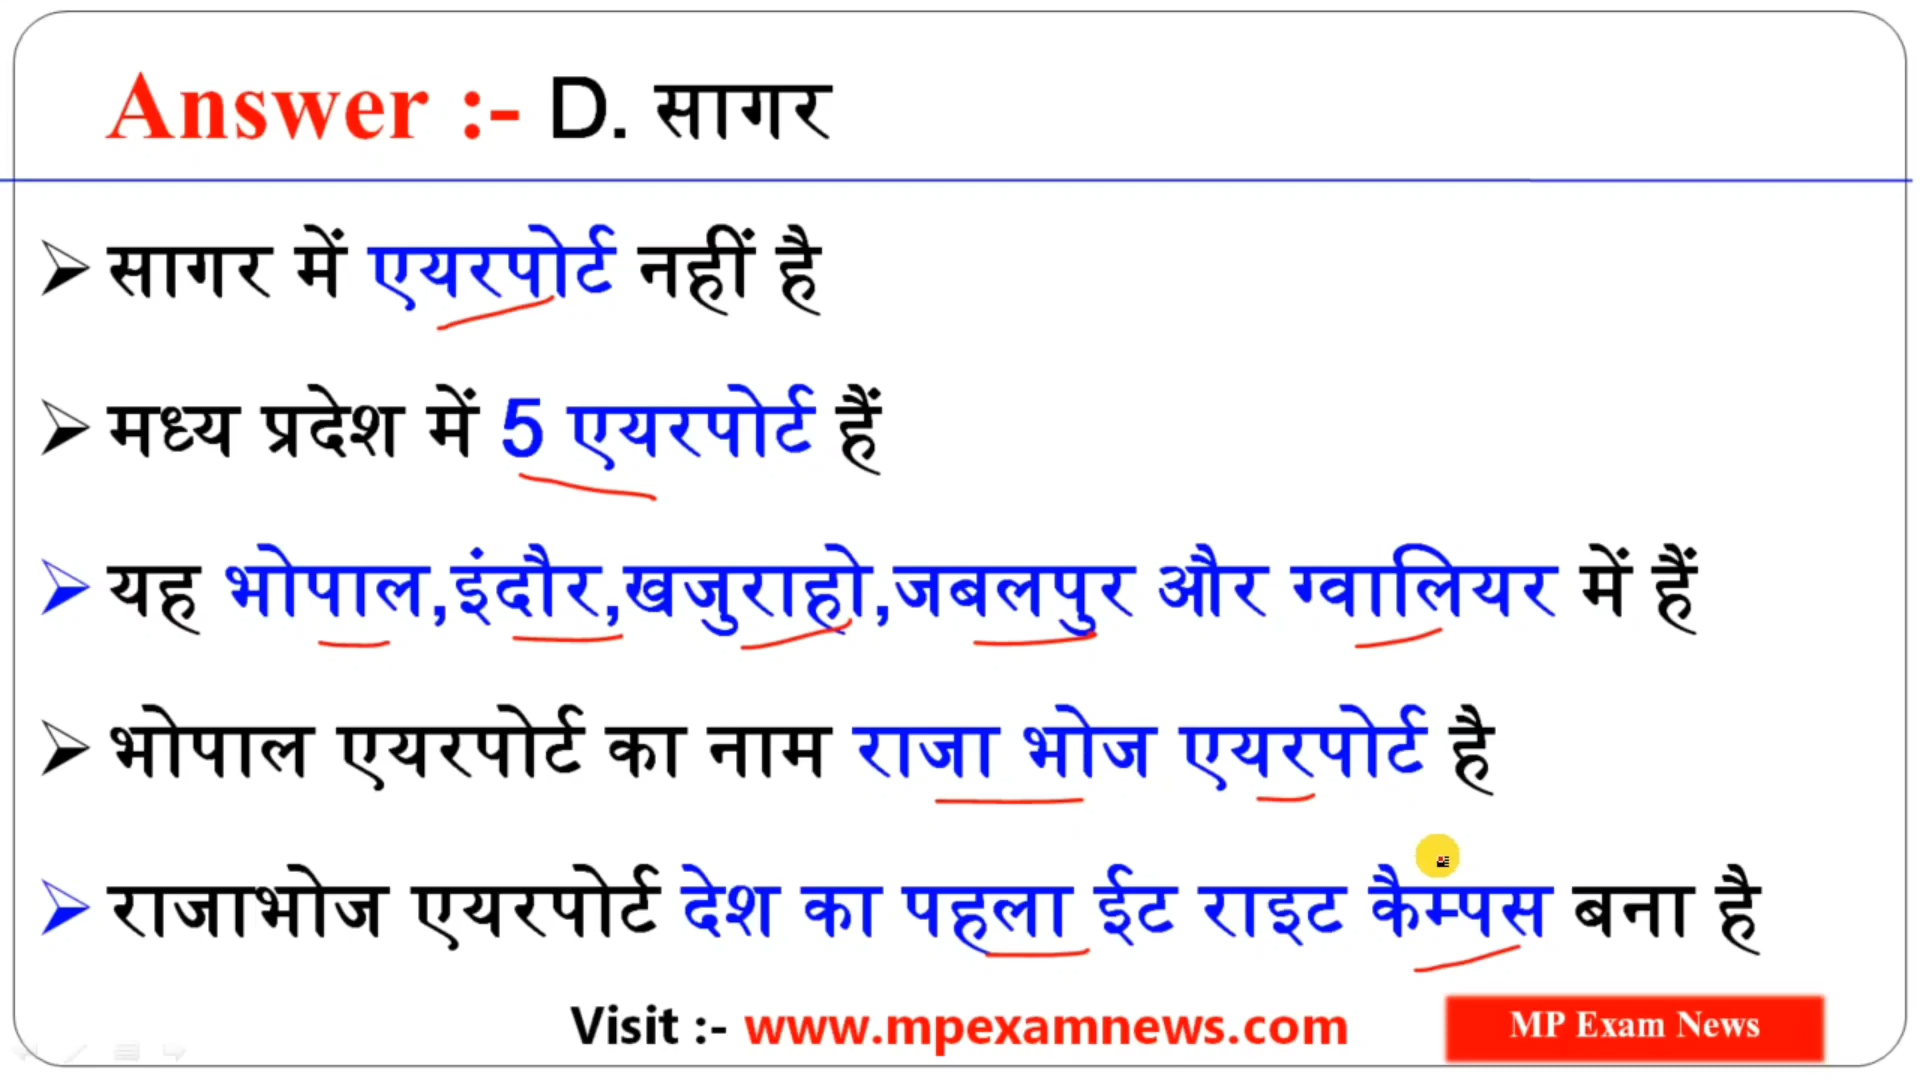 Answer :- D. सागर
सागर में एयरपोर्ट नहीं है
मध्य प्रदेश में 5 एयरपोर्ट हैं
यह भोपाल,इंदौर,खजुराहो,जबलपुर और ग्वालियर में हैं
भोपाल एयरपोर्ट का नाम राजा भोज एयरपोर्ट है
राजाभोज एयरपोर्ट देश का पहला ईट राइट कैम्पस बना है
Visit :- www.mpexamnews.com
MP Exam News